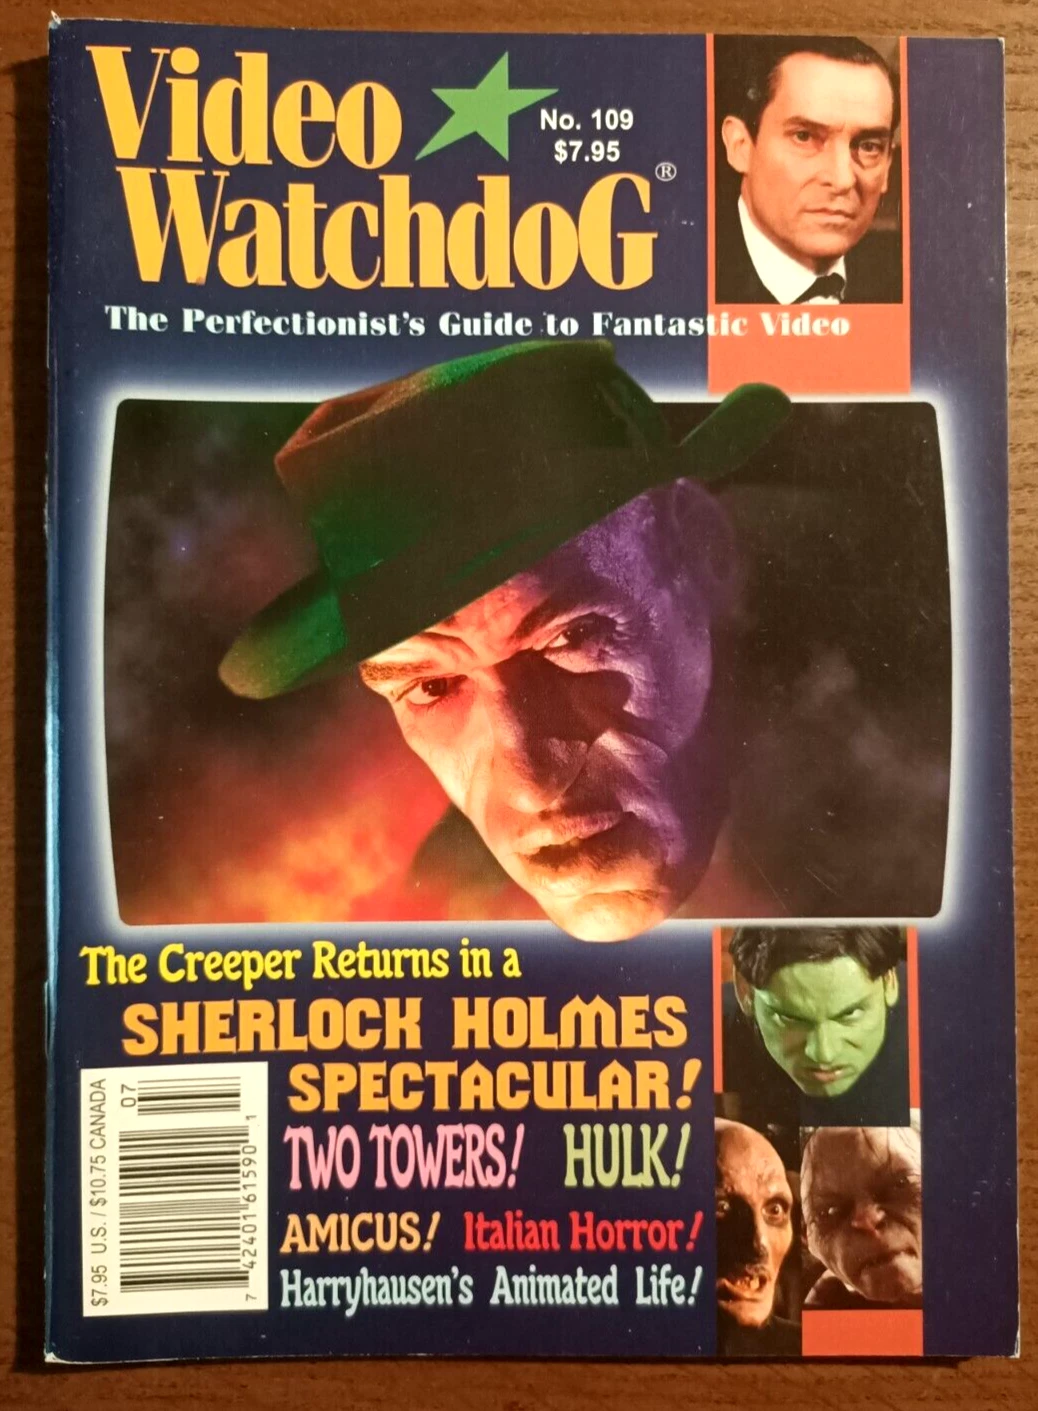 Video
No. 109
$7.95
WatchdoG®
The Perfectionist's Guide to Fantastic Video
The Creeper Returns in a
SHERLOCK HOLMES
SPECTACULAR!
TWO TOWERS! HULK!
AMICUS! Italian Horror!
Harryhausen's Animated Life!
$7.95 U.S. / $10.75 CANADA
07
7 42401 61590 1